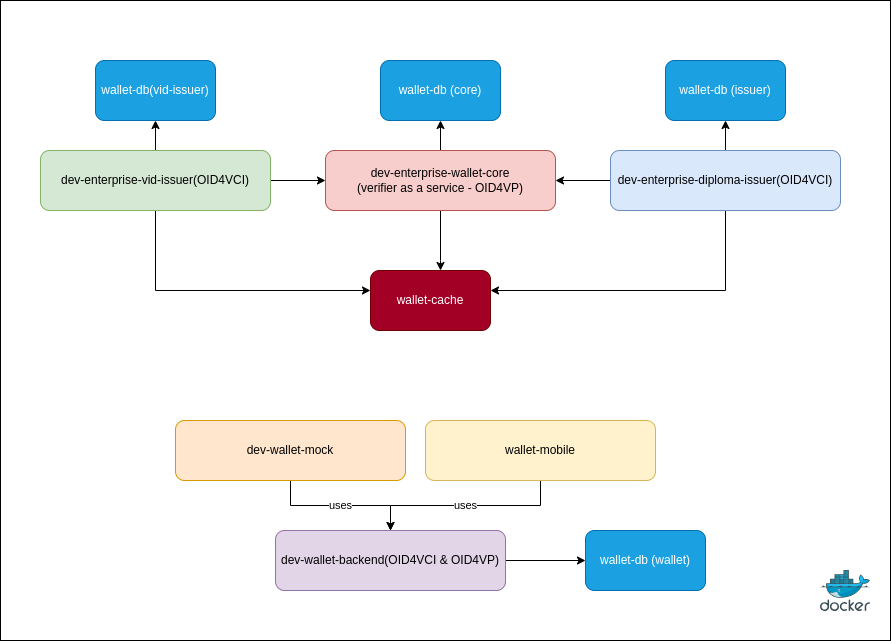 wallet-db(vid-issuer)
wallet-db (core)
wallet-db (issuer)
dev-enterprise-vid-issuer(OID4VCI)
dev-enterprise-wallet-core
(verifier as a service - OID4VP)
dev-enterprise-diploma-issuer(OID4VCI)
wallet-cache
dev-wallet-mock
wallet-mobile
uses
uses
dev-wallet-backend(OID4VCI & OID4VP)
wallet-db (wallet)
docker